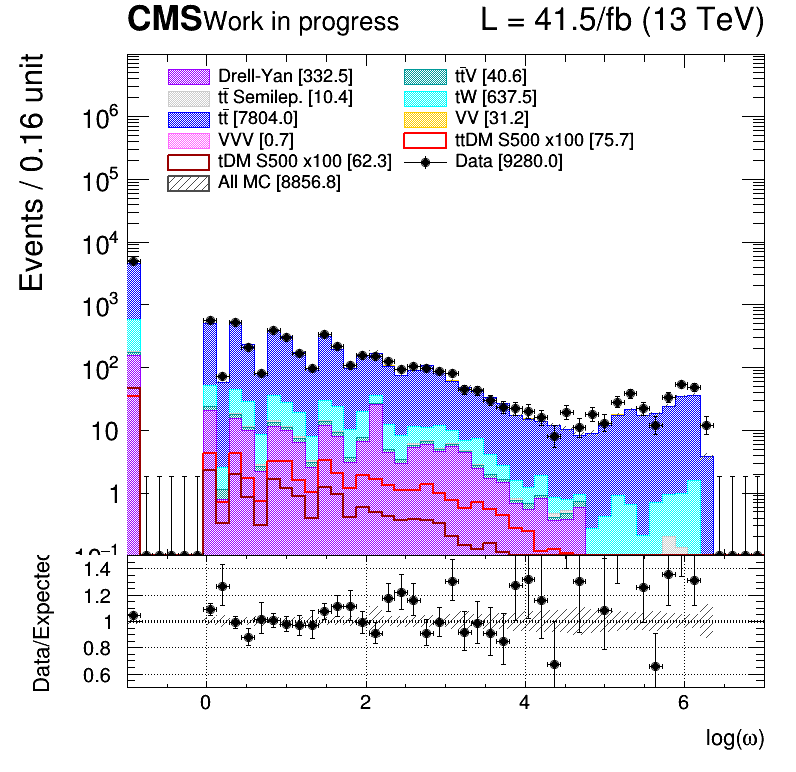 CMS Work in progress L = 41.5/fb (13 TeV)
Events / 0.16 unit
Drell-Yan [332.5] tt̄V [40.6]
tt̄ Semilep. [10.4] tW [637.5]
tt̄ [7804.0] VV [31.2]
VVV [0.7] ttDM S500 x100 [75.7]
tDM S500 x100 [62.3] Data [9280.0]
All MC [8856.8]
10⁶
10⁵
10⁴
10³
10²
10
1
10⁻¹
Data/Expected
1.4
1.2
1
0.8
0.6
0 2 4 6
log(ω)